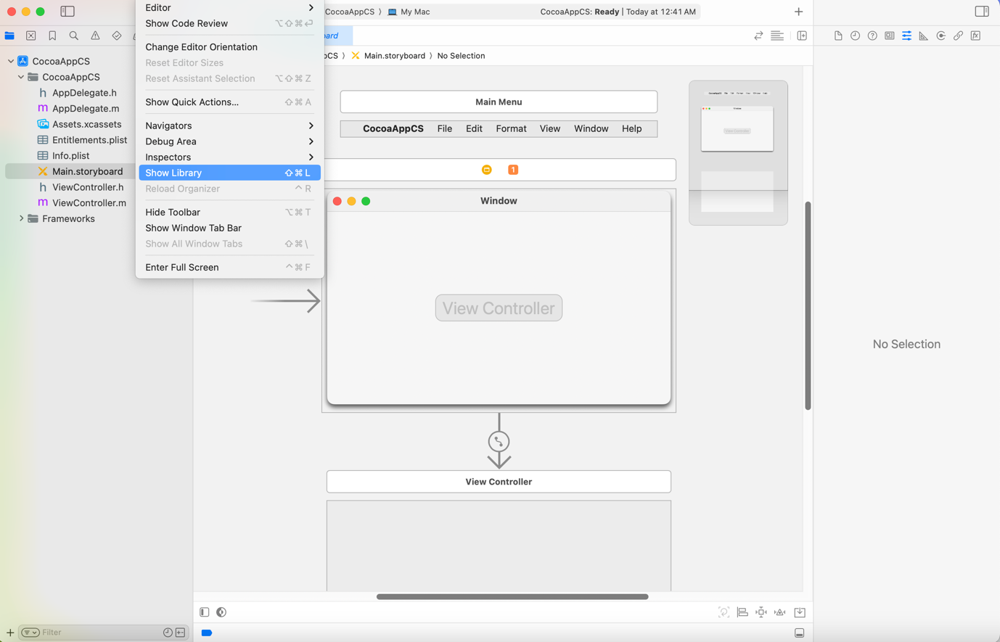 Editor
Show Code Review ⌥⇧⌘↩
Change Editor Orientation
Reset Editor Sizes
Reset Assistant Selection ⌥⇧⌘Z
Show Quick Actions... ⇧⌘A
Navigators
Debug Area
Inspectors
Show Library ⇧⌘L
Reload Organizer ^R
Hide Toolbar ⌥⌘T
Show Window Tab Bar
Show All Window Tabs ⇧⌘\
Enter Full Screen ^⌘F
CocoaAppCS 〉 My Mac
CocoaAppCS: Ready | Today at 12:41 AM
oard
oCS 〉 Main.storyboard 〉 No Selection
CocoaAppCS
CocoaAppCS
h AppDelegate.h
m AppDelegate.m
Assets.xcassets
Entitlements.plist
Info.plist
Main.storyboard
h ViewController.h
m ViewController.m
Frameworks
Filter
Main Menu
CocoaAppCS File Edit Format View Window Help
1
Window
View Controller
View Controller
No Selection